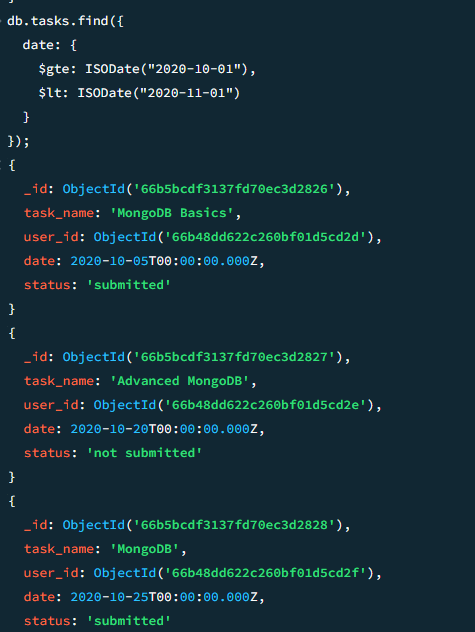 db.tasks.find({
  date: {
    $gte: ISODate("2020-10-01"),
    $lt: ISODate("2020-11-01")
  }
});
{
  _id: ObjectId('66b5bcdf3137fd70ec3d2826'),
  task_name: 'MongoDB Basics',
  user_id: ObjectId('66b48dd622c260bf01d5cd2d'),
  date: 2020-10-05T00:00:00.000Z,
  status: 'submitted'
}
{
  _id: ObjectId('66b5bcdf3137fd70ec3d2827'),
  task_name: 'Advanced MongoDB',
  user_id: ObjectId('66b48dd622c260bf01d5cd2e'),
  date: 2020-10-20T00:00:00.000Z,
  status: 'not submitted'
}
{
  _id: ObjectId('66b5bcdf3137fd70ec3d2828'),
  task_name: 'MongoDB',
  user_id: ObjectId('66b48dd622c260bf01d5cd2f'),
  date: 2020-10-25T00:00:00.000Z,
  status: 'submitted'